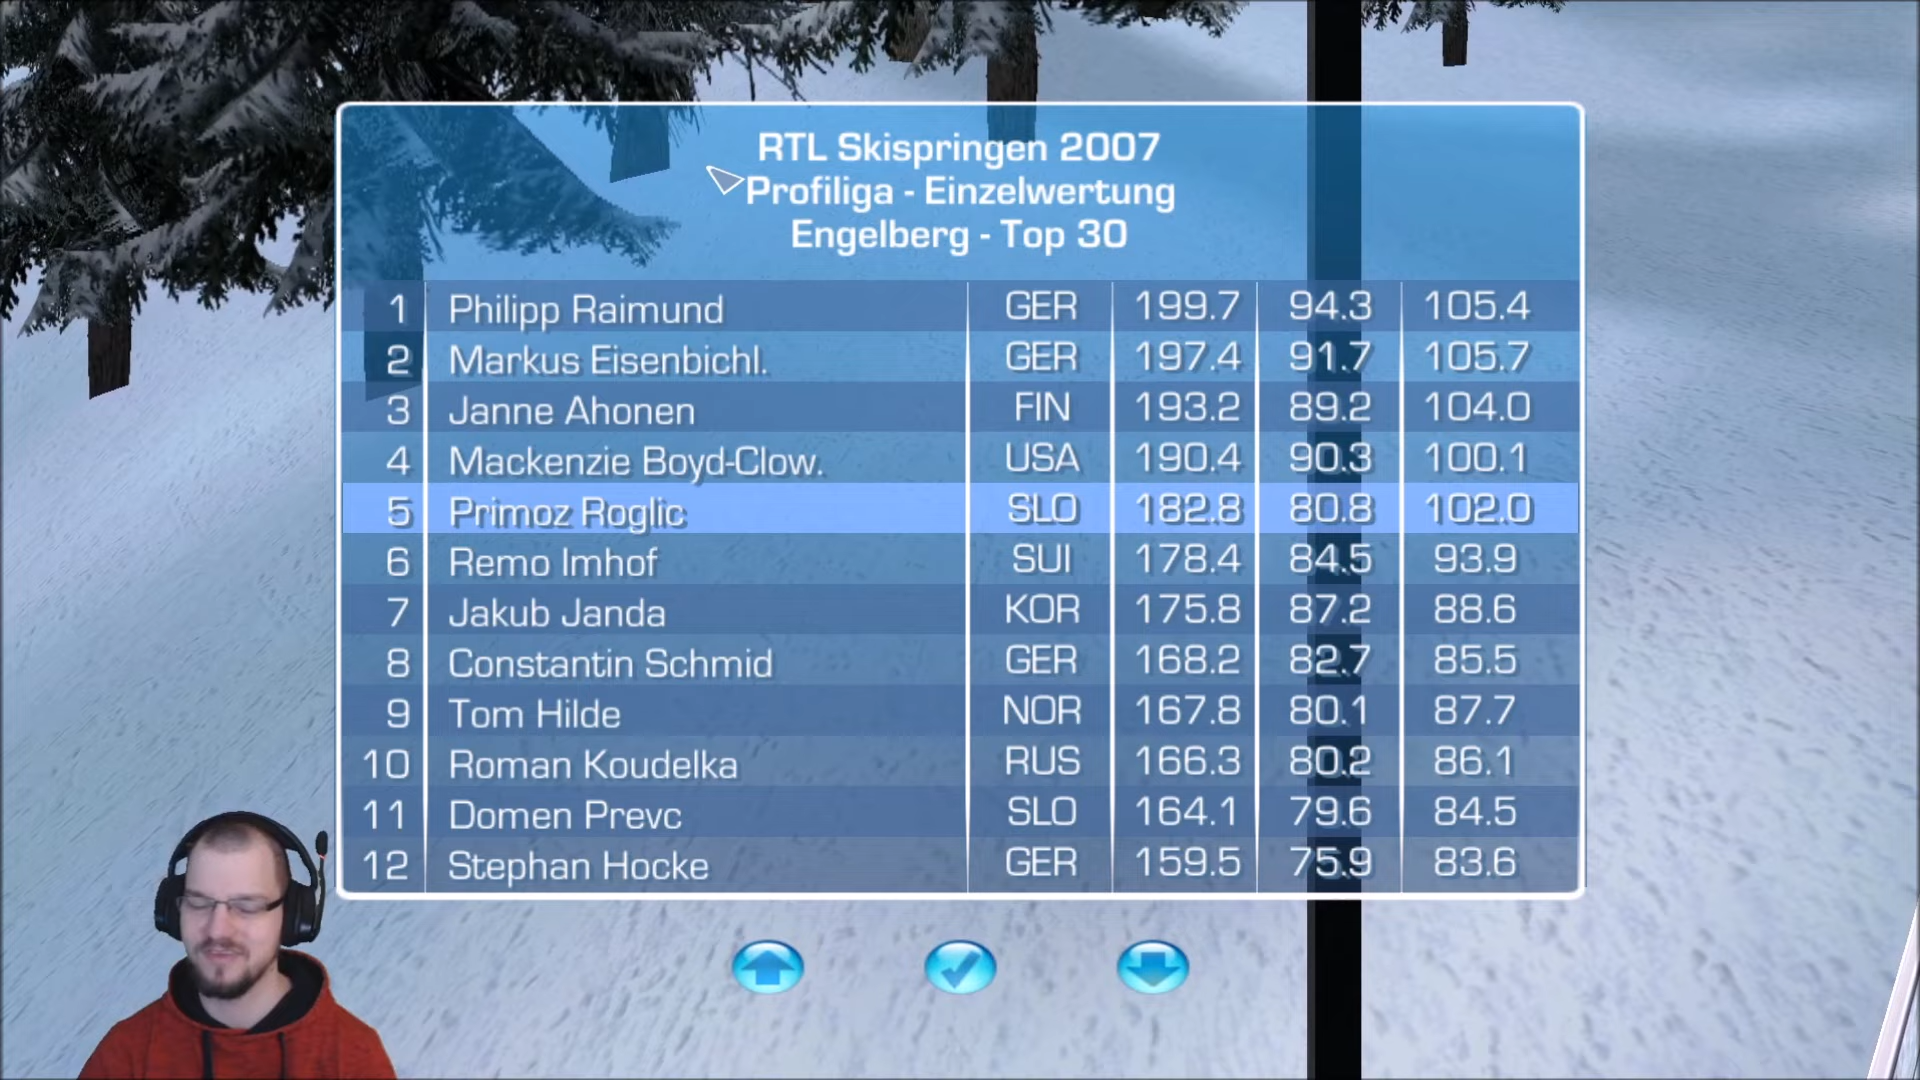 RTL Skispringen 2007
Profiliga - Einzelwertung
Engelberg - Top 30
1 Philipp Raimund GER 199.7 94.3 105.4
2 Markus Eisenbichl. GER 197.4 91.7 105.7
3 Janne Ahonen FIN 193.2 89.2 104.0
4 Mackenzie Boyd-Clow. USA 190.4 90.3 100.1
5 Primoz Roglic SLO 182.8 80.8 102.0
6 Remo Imhof SUI 178.4 84.5 93.9
7 Jakub Janda KOR 175.8 87.2 88.6
8 Constantin Schmid GER 168.2 82.7 85.5
9 Tom Hilde NOR 167.8 80.1 87.7
10 Roman Koudelka RUS 166.3 80.2 86.1
11 Domen Prevc SLO 164.1 79.6 84.5
12 Stephan Hocke GER 159.5 75.9 83.6